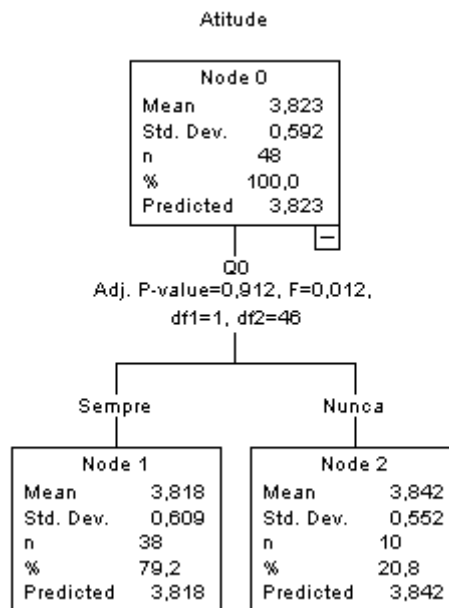 Atitude
Node 0
Mean 3,823
Std. Dev. 0,592
n 48
% 100,0
Predicted 3,823
Q0
Adj. P-value=0,912, F=0,012,
df1=1, df2=46
Sempre
Nunca
Node 1
Mean 3,818
Std. Dev. 0,609
n 38
% 79,2
Predicted 3,818
Node 2
Mean 3,842
Std. Dev. 0,552
n 10
% 20,8
Predicted 3,842